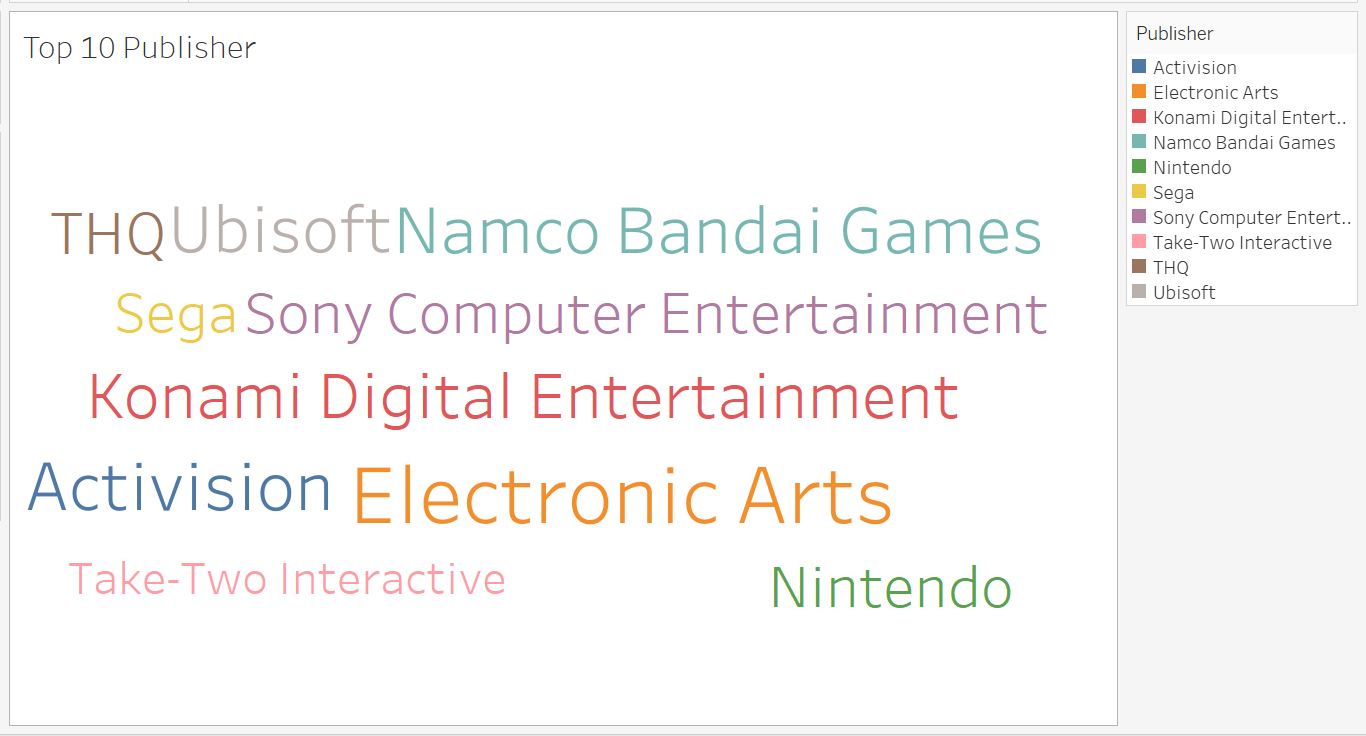 Top 10 Publisher
THQ Ubisoft Namco Bandai Games
Sega Sony Computer Entertainment
Konami Digital Entertainment
Activision Electronic Arts
Take-Two Interactive Nintendo
Publisher
Activision
Electronic Arts
Konami Digital Entert..
Namco Bandai Games
Nintendo
Sega
Sony Computer Entert..
Take-Two Interactive
THQ
Ubisoft